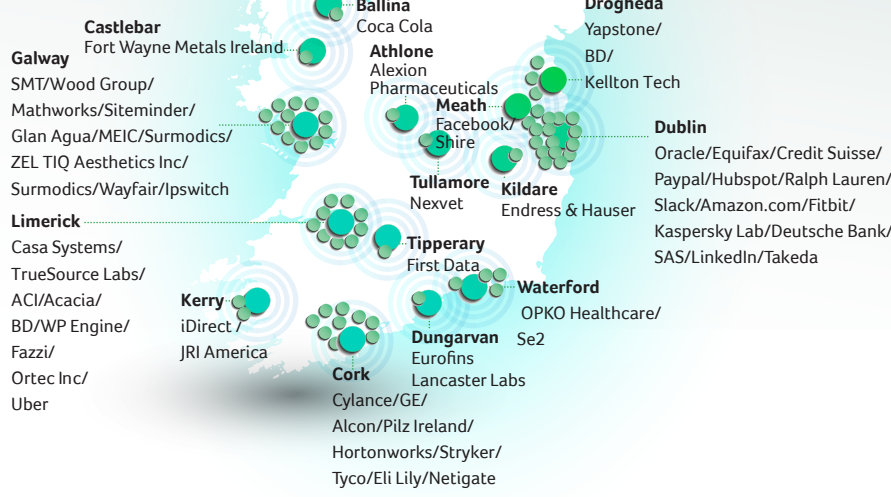 Ballina
Coca Cola
Castlebar
Fort Wayne Metals Ireland
Galway
SMT/Wood Group/
Mathworks/Siteminder/
Glan Agua/MEIC/Surmodics/
ZEL TIQ Aesthetics Inc/
Surmodics/Wayfair/Ipswitch
Athlone
Alexion
Pharmaceuticals
Drogheda
Yapstone/
BD/
Kellton Tech
Meath
Facebook/
Shire
Dublin
Oracle/Equifax/Credit Suisse/
Paypal/Hubspot/Ralph Lauren/
Slack/Amazon.com/Fitbit/
Kaspersky Lab/Deutsche Bank/
SAS/LinkedIn/Takeda
Tullamore
Nexvet
Kildare
Endress & Hauser
Limerick
Casa Systems/
TrueSource Labs/
ACI/Acacia/
BD/WP Engine/
Fazzi/
Ortec Inc/
Uber
Tipperary
First Data
Kerry
iDirect /
JRI America
Waterford
OPKO Healthcare/
Se2
Dungarvan
Eurofins
Lancaster Labs
Cork
Cylance/GE/
Alcon/Pilz Ireland/
Hortonworks/Stryker/
Tyco/Eli Lily/Netigate